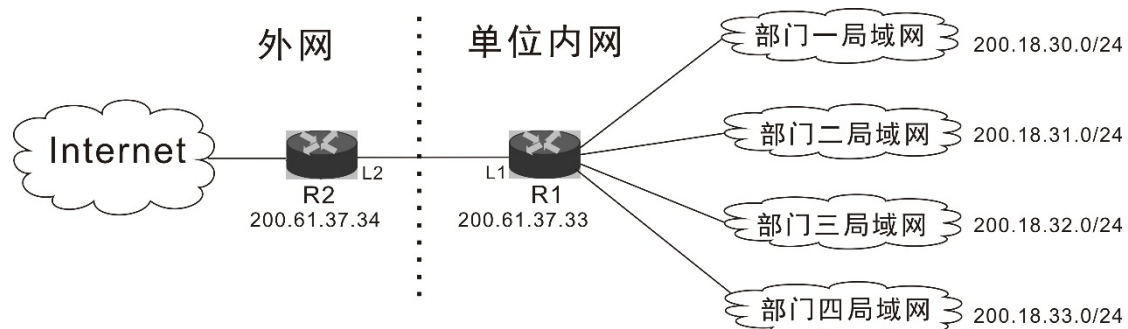 外网
单位内网
Internet
L2
R2
200.61.37.34
L1
R1
200.61.37.33
部门一局域网
200.18.30.0/24
部门二局域网
200.18.31.0/24
部门三局域网
200.18.32.0/24
部门四局域网
200.18.33.0/24